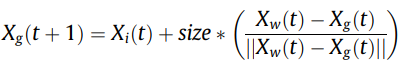 X_g(t + 1) = X_i(t) + size * ( (X_w(t) − X_g(t)) / ||X_w(t) − X_g(t)|| )